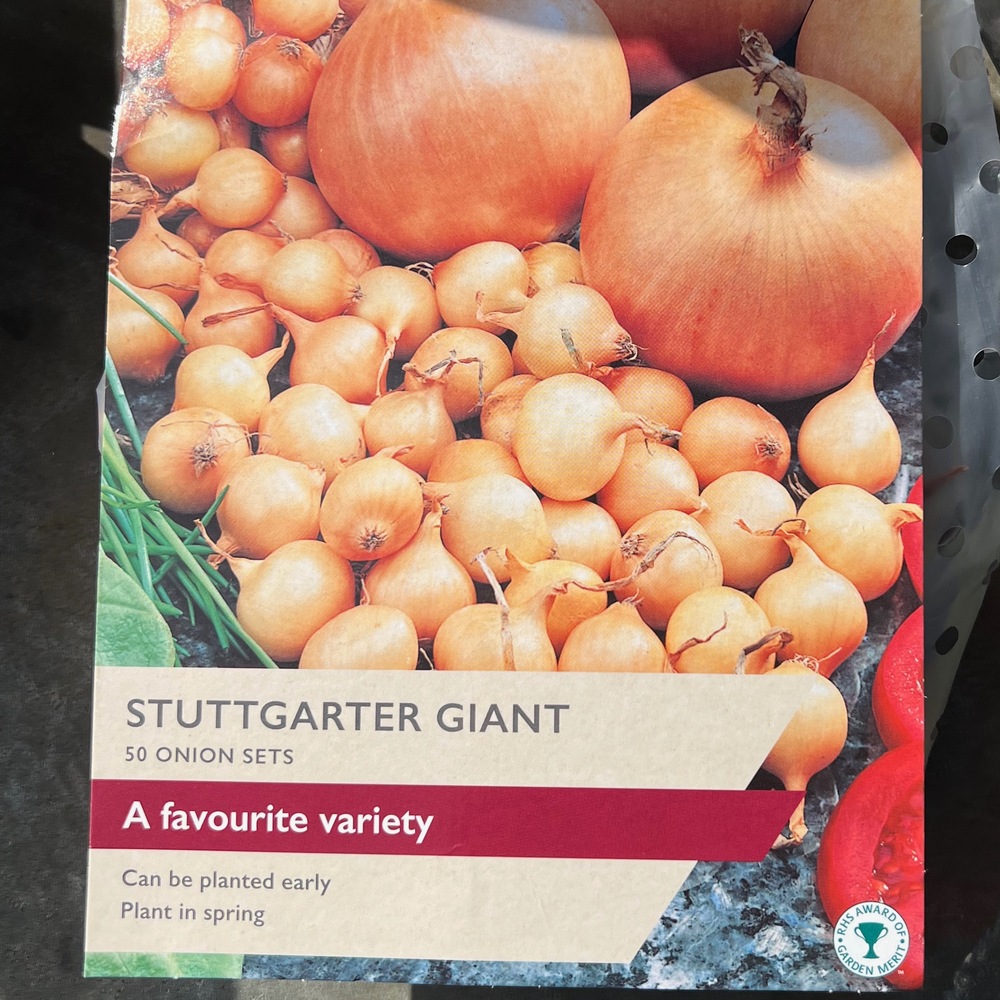 STUTTGARTER GIANT
50 ONION SETS
A favourite variety
Can be planted early
Plant in spring
RHS AWARD OF
GARDEN MERIT
TM